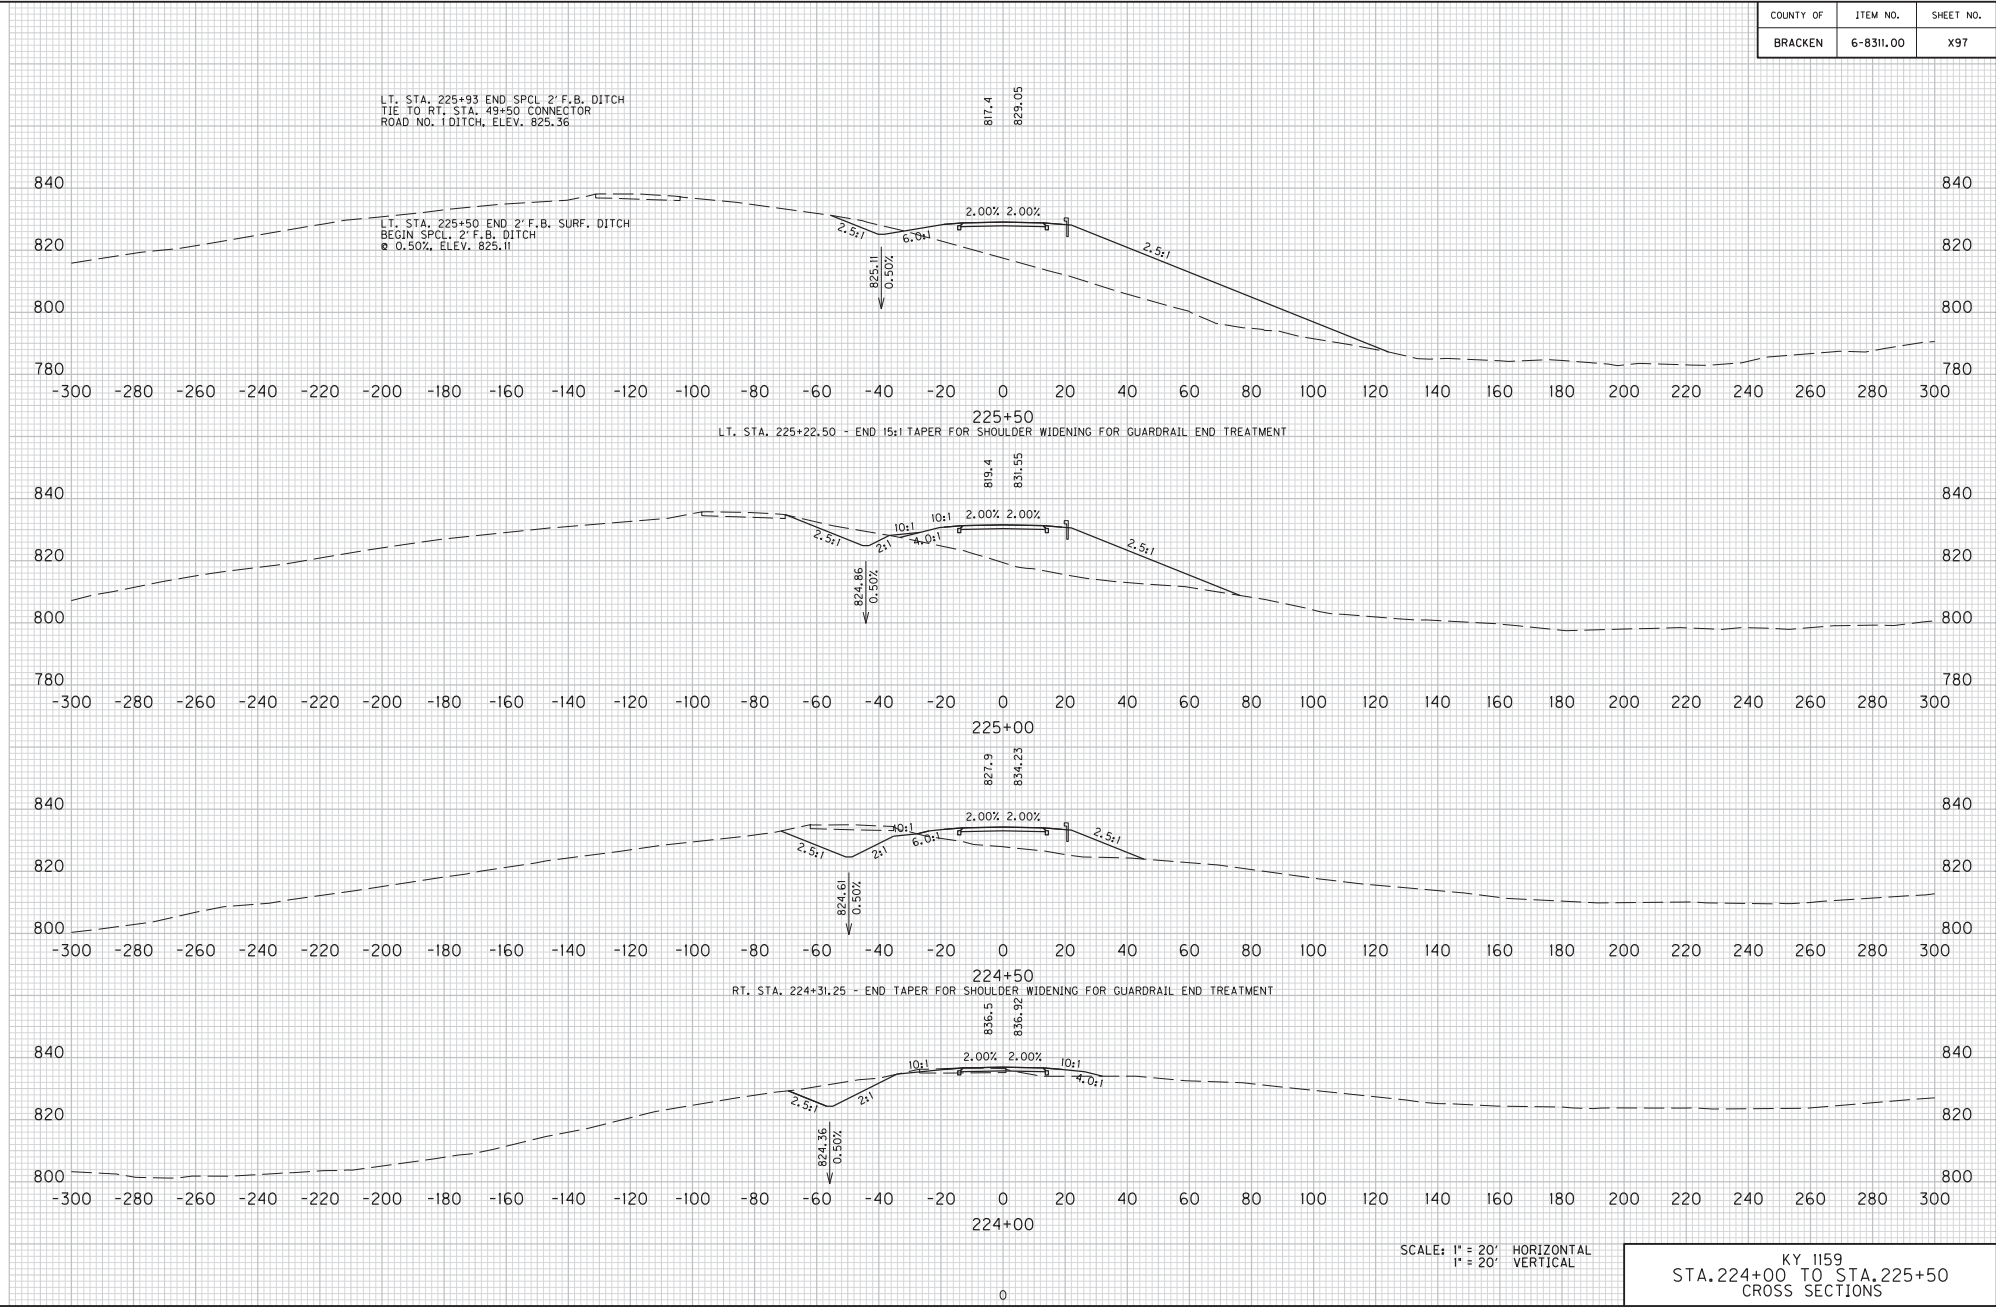 COUNTY OF ITEM NO. SHEET NO.
BRACKEN 6-8311.00 X97
LT. STA. 225+93 END SPCL 2' F.B. DITCH
TIE TO RT. STA. 49+50 CONNECTOR
ROAD NO. 1 DITCH, ELEV. 825.36
817.4
829.05
840 840
LT. STA. 225+50 END 2' F.B. SURF. DITCH
BEGIN SPCL. 2' F.B. DITCH
@ 0.50%, ELEV. 825.11
2.00% 2.00%
2.5:1 6.0:1 2.5:1
820 820
825.11
0.50%
800 800
780 780
-300 -280 -260 -240 -220 -200 -180 -160 -140 -120 -100 -80 -60 -40 -20 0 20 40 60 80 100 120 140 160 180 200 220 240 260 280 300
225+50
LT. STA. 225+22.50 - END 15:1 TAPER FOR SHOULDER WIDENING FOR GUARDRAIL END TREATMENT
819.4
831.55
840 840
10:1 10:1 2.00% 2.00%
2.5:1 2:1 4.0:1 2.5:1
820 820
824.86
0.50%
800 800
780 780
-300 -280 -260 -240 -220 -200 -180 -160 -140 -120 -100 -80 -60 -40 -20 0 20 40 60 80 100 120 140 160 180 200 220 240 260 280 300
225+00
827.9
834.23
840 840
10:1 2.00% 2.00%
2.5:1 2:1 6.0:1 2.5:1
820 820
824.61
0.50%
800 800
-300 -280 -260 -240 -220 -200 -180 -160 -140 -120 -100 -80 -60 -40 -20 0 20 40 60 80 100 120 140 160 180 200 220 240 260 280 300
224+50
RT. STA. 224+31.25 - END TAPER FOR SHOULDER WIDENING FOR GUARDRAIL END TREATMENT
836.5
836.92
840 840
10:1 2.00% 2.00% 10:1
2.5:1 2:1 4.0:1
820 820
824.36
0.50%
800 800
-300 -280 -260 -240 -220 -200 -180 -160 -140 -120 -100 -80 -60 -40 -20 0 20 40 60 80 100 120 140 160 180 200 220 240 260 280 300
224+00
SCALE: 1" = 20' HORIZONTAL
1" = 20' VERTICAL
0
KY 1159
STA.224+00 TO STA.225+50
CROSS SECTIONS